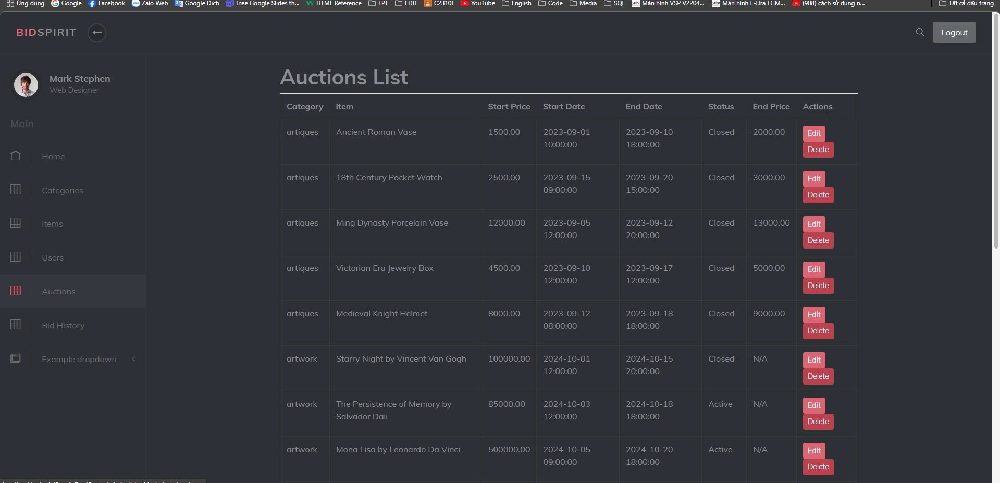 Ứng dụng Google Facebook Zalo Web Google Dịch Free Google Slides th... HTML Reference FPT EDIT C2310L YouTube English Code Media SQL Màn hình VSP V2204... Màn hình E-Dra EGM... (908) cách sử dụng n... Tất cả dấu trang
BIDSPIRIT
Logout
Mark Stephen
Web Designer
Main
Home
Categories
Items
Users
Auctions
Bid History
Example dropdown
Auctions List
Category Item Start Price Start Date End Date Status End Price Actions
artiques Ancient Roman Vase 1500.00 2023-09-01 2023-09-10 Closed 2000.00 Edit
10:00:00 18:00:00 Delete
artiques 18th Century Pocket Watch 2500.00 2023-09-15 2023-09-20 Closed 3000.00 Edit
09:00:00 15:00:00 Delete
artiques Ming Dynasty Porcelain Vase 12000.00 2023-09-05 2023-09-12 Closed 13000.00 Edit
12:00:00 20:00:00 Delete
artiques Victorian Era Jewelry Box 4500.00 2023-09-10 2023-09-17 Closed 5000.00 Edit
12:00:00 12:00:00 Delete
artiques Medieval Knight Helmet 8000.00 2023-09-12 2023-09-18 Closed 9000.00 Edit
08:00:00 18:00:00 Delete
artwork Starry Night by Vincent Van Gogh 100000.00 2024-10-01 2024-10-15 Closed N/A Edit
12:00:00 20:00:00 Delete
artwork The Persistence of Memory by 85000.00 2024-10-03 2024-10-18 Active N/A Edit
Salvador Dali 12:00:00 18:00:00 Delete
artwork Mona Lisa by Leonardo Da Vinci 500000.00 2024-10-05 2024-10-20 Active N/A Edit
09:00:00 18:00:00 Delete